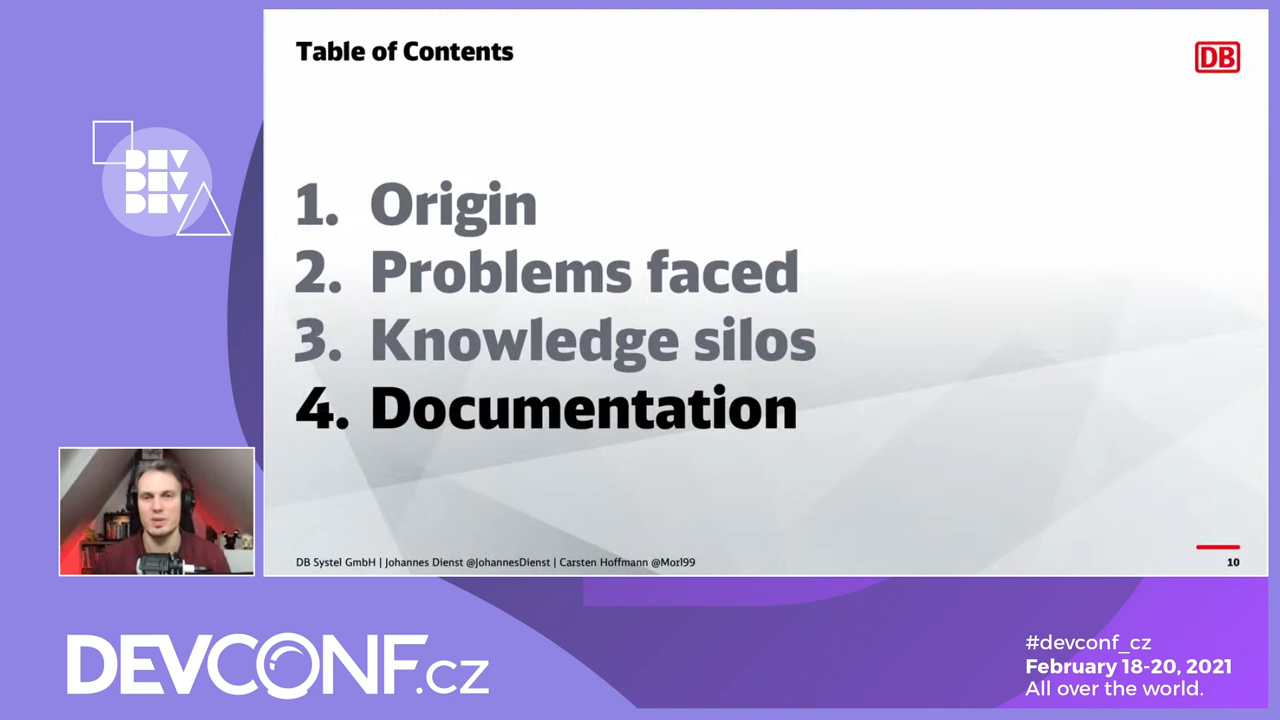 Table of Contents
DB
DEV
DEV
DEV
1. Origin
2. Problems faced
3. Knowledge silos
4. Documentation
DB Systel GmbH | Johannes Dienst @JohannesDienst | Carsten Hoffmann @Mor199
10
DEVCONF.cz
#devconf_cz
February 18-20, 2021
All over the world.